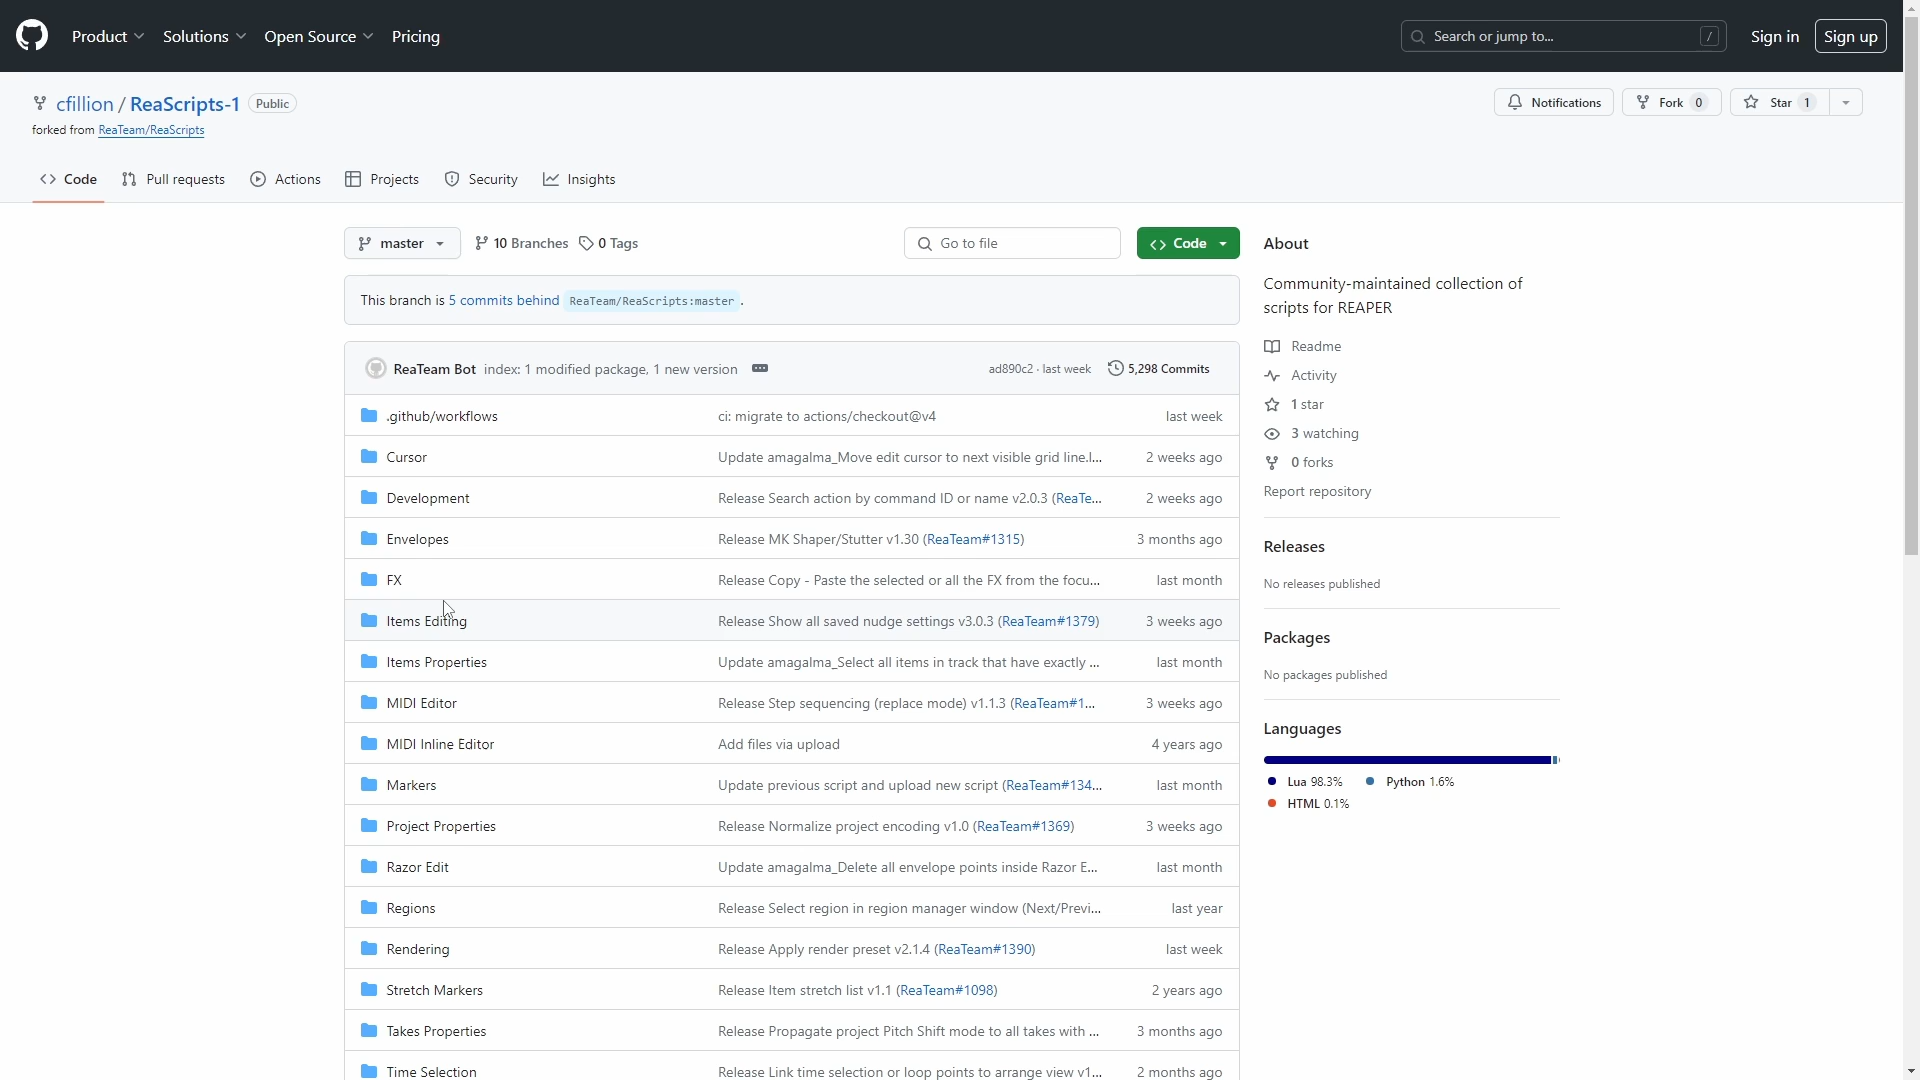 Product Solutions Open Source Pricing Search or jump to... / Sign in Sign up
cfillion / ReaScripts-1 Public Notifications Fork 0 Star 1
forked from ReaTeam/ReaScripts
Code Pull requests Actions Projects Security Insights
master 10 Branches 0 Tags Go to file Code
This branch is 5 commits behind ReaTeam/ReaScripts:master .
ReaTeam Bot index: 1 modified package, 1 new version ad890c2 · last week 5,298 Commits
.github/workflows ci: migrate to actions/checkout@v4 last week
Cursor Update amagalma_Move edit cursor to next visible grid line.l... 2 weeks ago
Development Release Search action by command ID or name v2.0.3 (ReaTe... 2 weeks ago
Envelopes Release MK Shaper/Stutter v1.30 (ReaTeam#1315) 3 months ago
FX Release Copy - Paste the selected or all the FX from the focu... last month
Items Editing Release Show all saved nudge settings v3.0.3 (ReaTeam#1379) 3 weeks ago
Items Properties Update amagalma_Select all items in track that have exactly ... last month
MIDI Editor Release Step sequencing (replace mode) v1.1.3 (ReaTeam#1... 3 weeks ago
MIDI Inline Editor Add files via upload 4 years ago
Markers Update previous script and upload new script (ReaTeam#134... last month
Project Properties Release Normalize project encoding v1.0 (ReaTeam#1369) 3 weeks ago
Razor Edit Update amagalma_Delete all envelope points inside Razor E... last month
Regions Release Select region in region manager window (Next/Previ... last year
Rendering Release Apply render preset v2.1.4 (ReaTeam#1390) last week
Stretch Markers Release Item stretch list v1.1 (ReaTeam#1098) 2 years ago
Takes Properties Release Propagate project Pitch Shift mode to all takes with ... 3 months ago
Time Selection Release Link time selection or loop points to arrange view v1... 2 months ago
About
Community-maintained collection of
scripts for REAPER
Readme
Activity
1 star
3 watching
0 forks
Report repository
Releases
No releases published
Packages
No packages published
Languages
Lua 98.3% Python 1.6%
HTML 0.1%